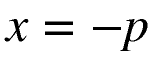 x = −p